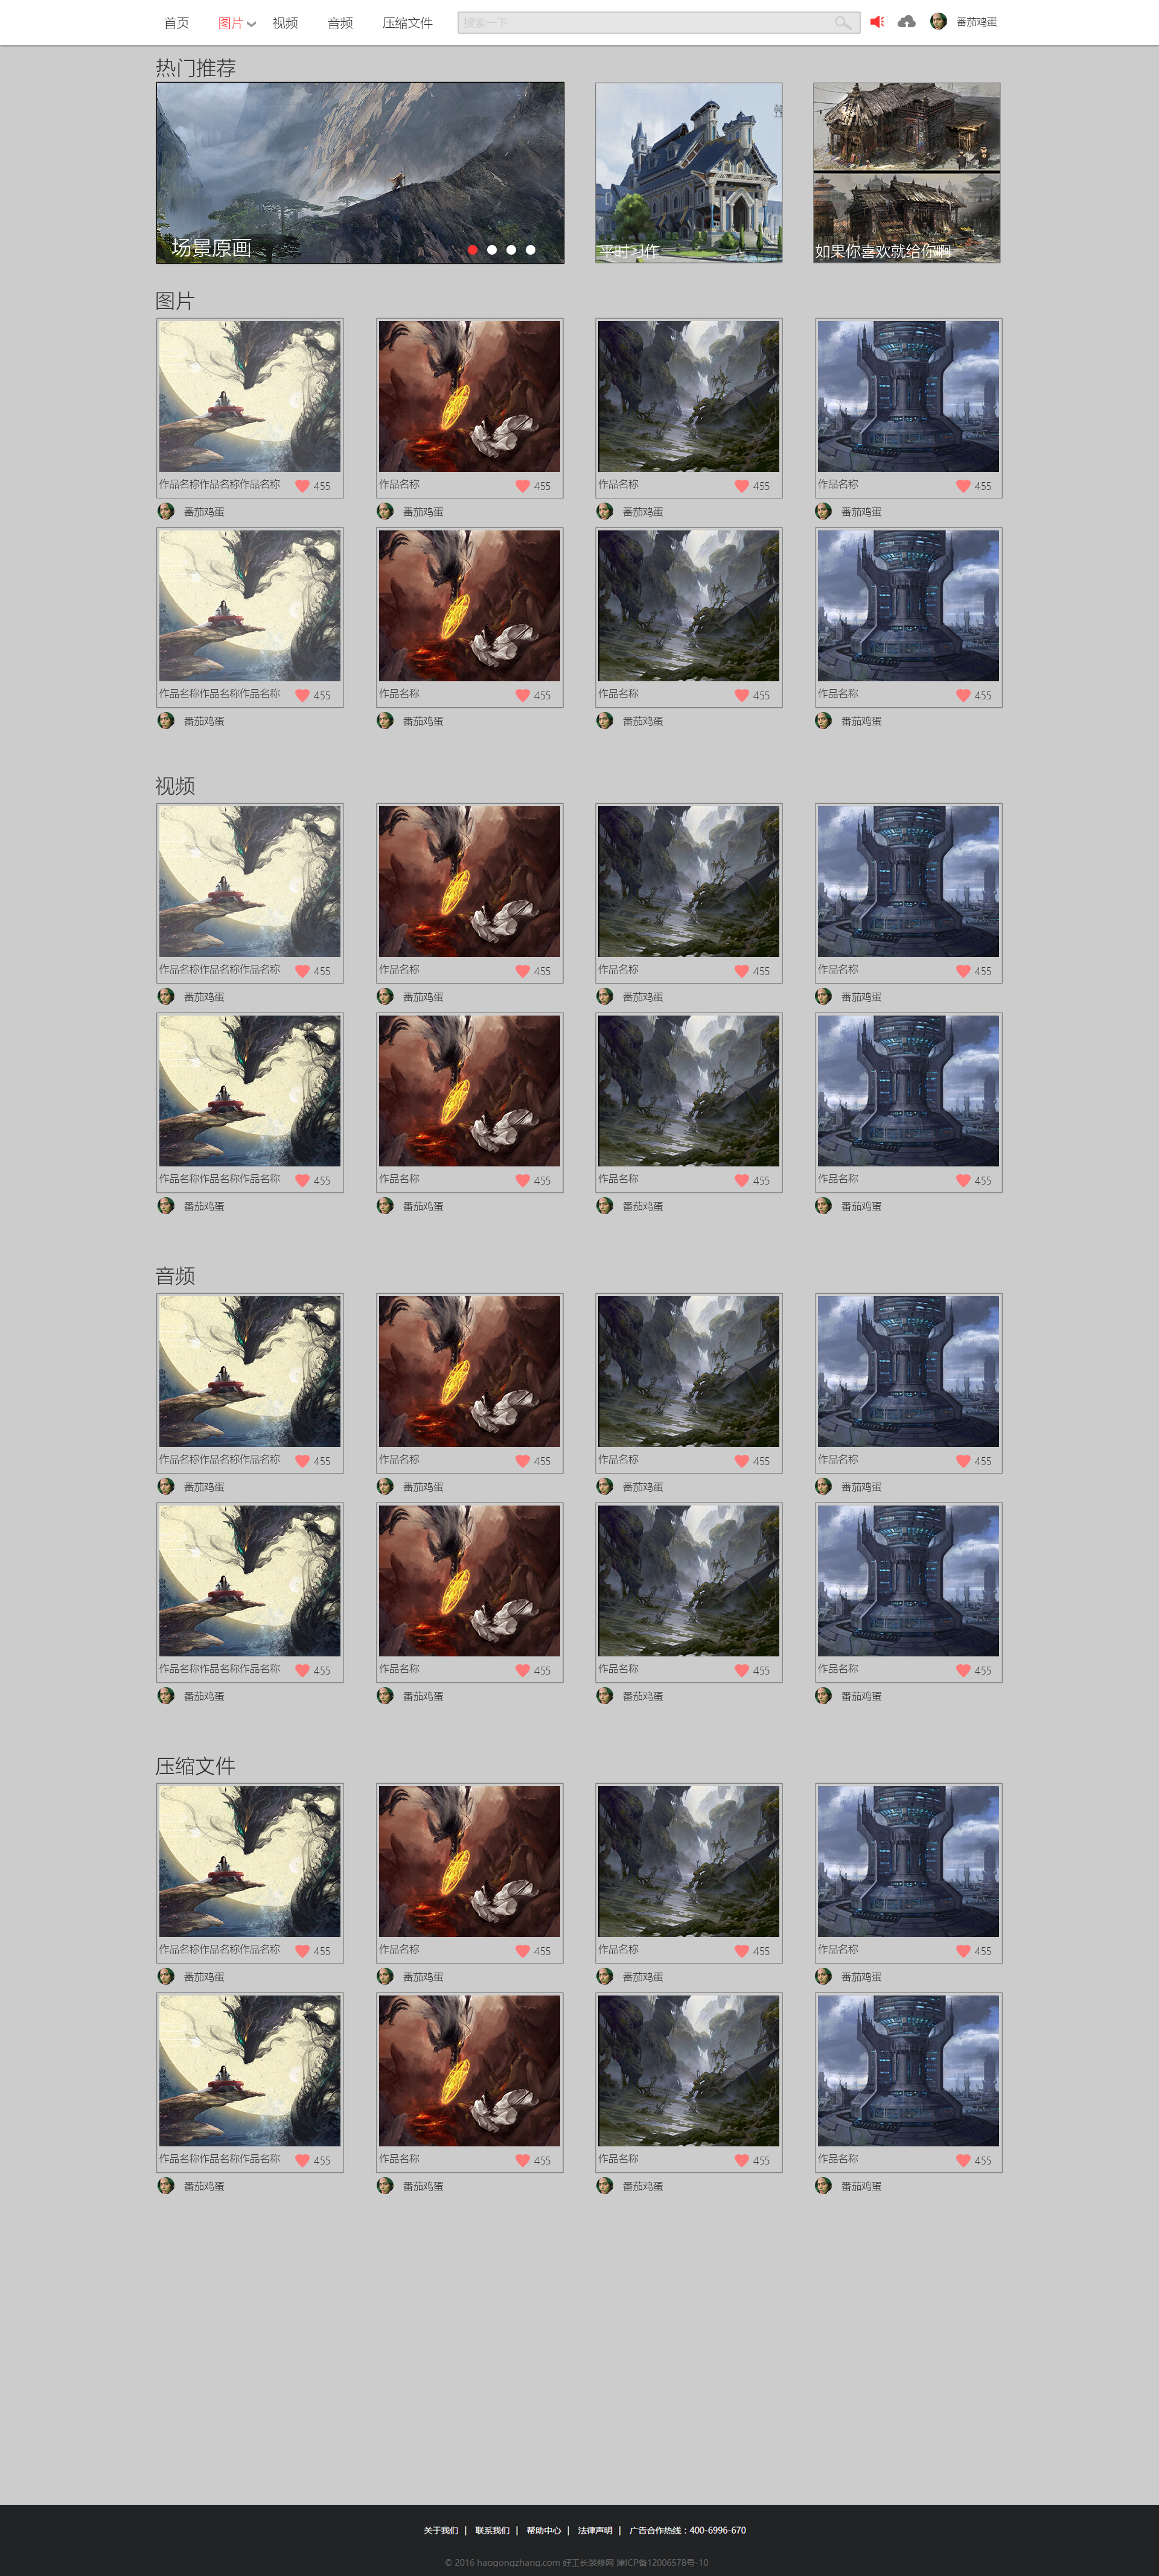 首页 图片 视频 音频 压缩文件 搜索一下 番茄鸡蛋
热门推荐
场景原画 平时习作 如果你喜欢就给你啊
图片
作品名称作品名称作品名称 455 作品名称 455 作品名称 455 作品名称 455
番茄鸡蛋 番茄鸡蛋 番茄鸡蛋 番茄鸡蛋
作品名称作品名称作品名称 455 作品名称 455 作品名称 455 作品名称 455
番茄鸡蛋 番茄鸡蛋 番茄鸡蛋 番茄鸡蛋
视频
作品名称作品名称作品名称 455 作品名称 455 作品名称 455 作品名称 455
番茄鸡蛋 番茄鸡蛋 番茄鸡蛋 番茄鸡蛋
作品名称作品名称作品名称 455 作品名称 455 作品名称 455 作品名称 455
番茄鸡蛋 番茄鸡蛋 番茄鸡蛋 番茄鸡蛋
音频
作品名称作品名称作品名称 455 作品名称 455 作品名称 455 作品名称 455
番茄鸡蛋 番茄鸡蛋 番茄鸡蛋 番茄鸡蛋
作品名称作品名称作品名称 455 作品名称 455 作品名称 455 作品名称 455
番茄鸡蛋 番茄鸡蛋 番茄鸡蛋 番茄鸡蛋
压缩文件
作品名称作品名称作品名称 455 作品名称 455 作品名称 455 作品名称 455
番茄鸡蛋 番茄鸡蛋 番茄鸡蛋 番茄鸡蛋
作品名称作品名称作品名称 455 作品名称 455 作品名称 455 作品名称 455
番茄鸡蛋 番茄鸡蛋 番茄鸡蛋 番茄鸡蛋
关于我们 | 联系我们 | 帮助中心 | 法律声明 | 广告合作热线：400-6996-670
© 2016 haogongzhang.com 好工长装修网 津ICP备12006578号-10